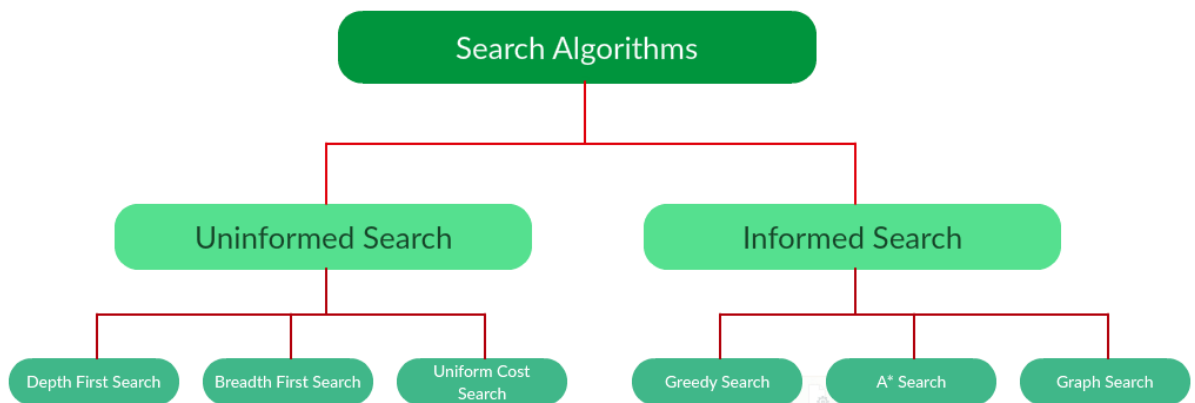 Search Algorithms
Uninformed Search
Informed Search
Depth First Search
Breadth First Search
Uniform Cost
Search
Greedy Search
A* Search
Graph Search